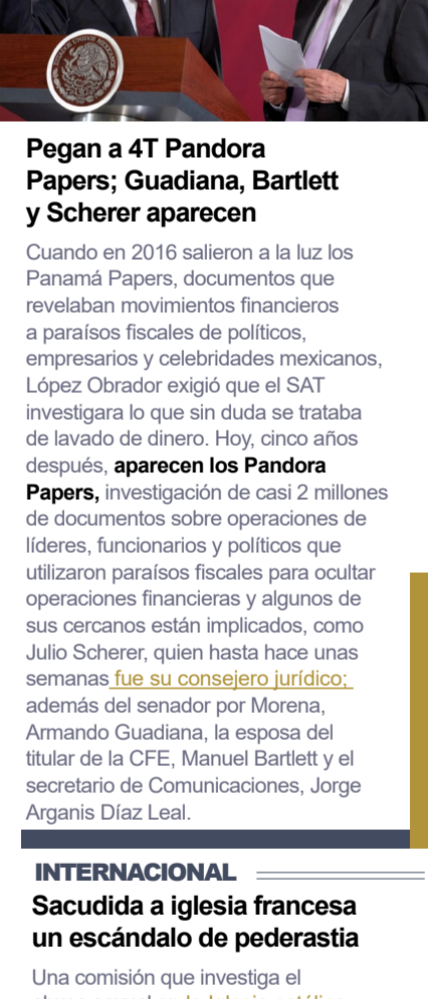 Pegan a 4T Pandora
Papers; Guadiana, Bartlett
y Scherer aparecen
Cuando en 2016 salieron a la luz los
Panamá Papers, documentos que
revelaban movimientos financieros
a paraísos fiscales de políticos,
empresarios y celebridades mexicanos,
López Obrador exigió que el SAT
investigara lo que sin duda se trataba
de lavado de dinero. Hoy, cinco años
después, aparecen los Pandora
Papers, investigación de casi 2 millones
de documentos sobre operaciones de
líderes, funcionarios y políticos que
utilizaron paraísos fiscales para ocultar
operaciones financieras y algunos de
sus cercanos están implicados, como
Julio Scherer, quien hasta hace unas
semanas fue su consejero jurídico;
además del senador por Morena,
Armando Guadiana, la esposa del
titular de la CFE, Manuel Bartlett y el
secretario de Comunicaciones, Jorge
Arganis Díaz Leal.
INTERNACIONAL
Sacudida a iglesia francesa
un escándalo de pederastia
Una comisión que investiga el